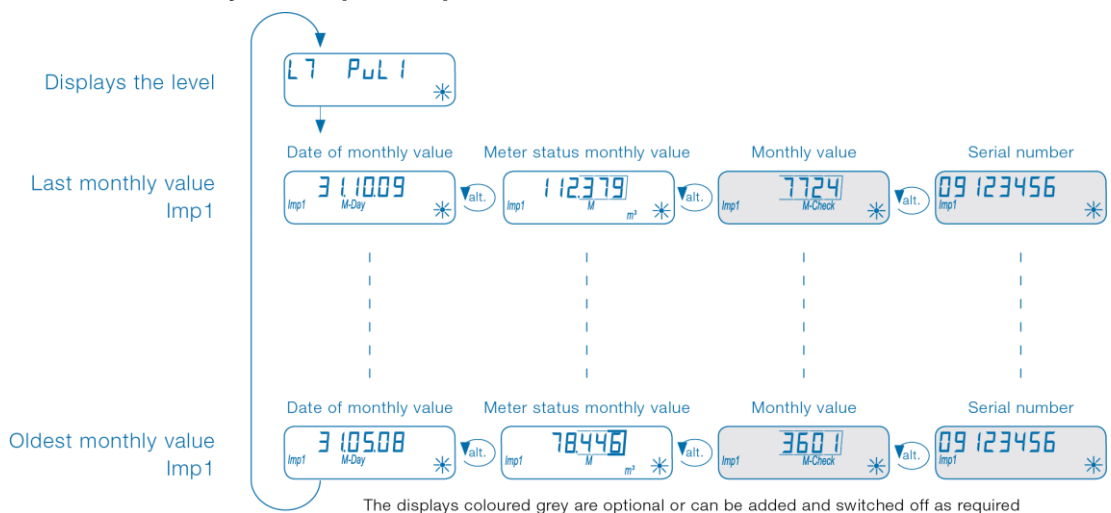 L7 PuL1
Displays the level
Date of monthly value Meter status monthly value Monthly value Serial number
Last monthly value
Imp1
31.10.09 112.379 7724 09123456
Imp1 M-Day alt. Imp1 M m³ alt. Imp1 M-Check alt. Imp1
Date of monthly value Meter status monthly value Monthly value Serial number
Oldest monthly value
Imp1
31.05.08 78.446 3601 09123456
Imp1 M-Day alt. Imp1 M m³ alt. Imp1 M-Check alt. Imp1
The displays coloured grey are optional or can be added and switched off as required